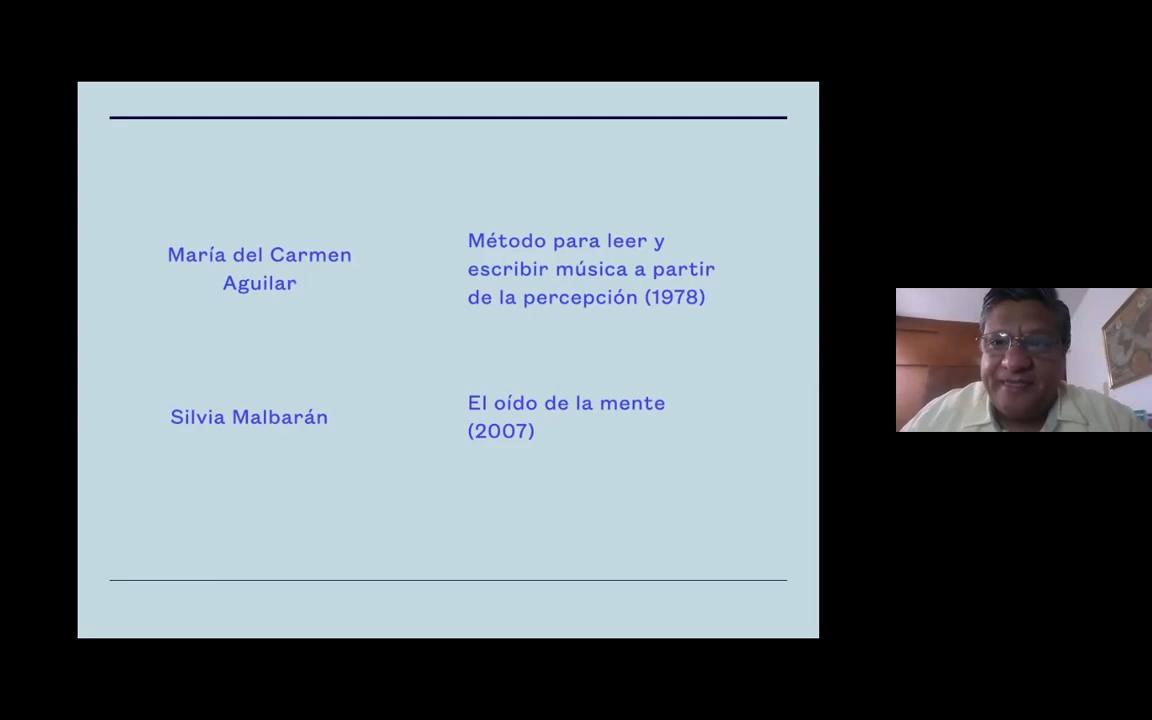 María del Carmen
Aguilar
Método para leer y
escribir música a partir
de la percepción (1978)
Silvia Malbarán
El oído de la mente
(2007)